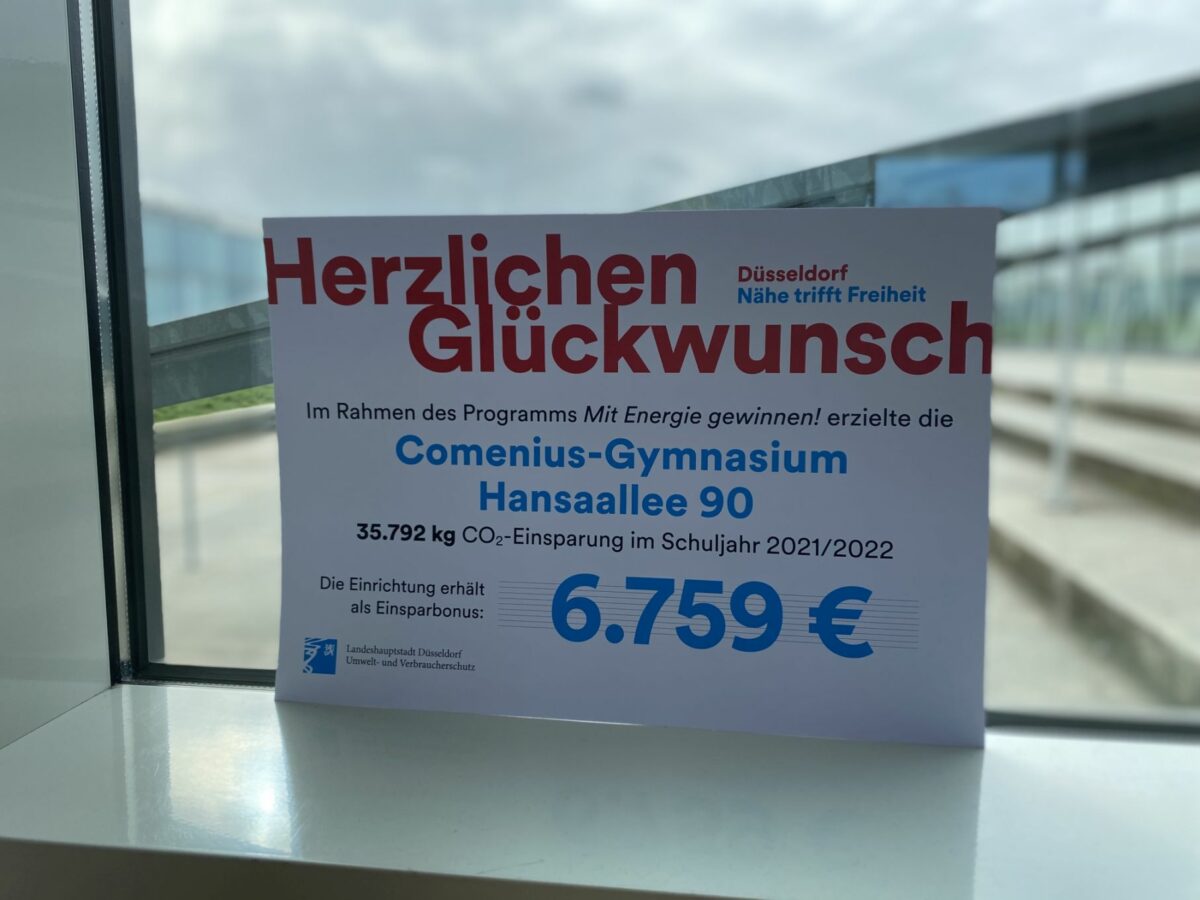 Herzlichen
Glückwunsch
Düsseldorf
Nähe trifft Freiheit
Im Rahmen des Programms Mit Energie gewinnen! erzielte die
Comenius-Gymnasium
Hansaallee 90
35.792 kg CO₂-Einsparung im Schuljahr 2021/2022
Die Einrichtung erhält
als Einsparbonus:
6.759 €
Landeshauptstadt Düsseldorf
Umwelt- und Verbraucherschutz